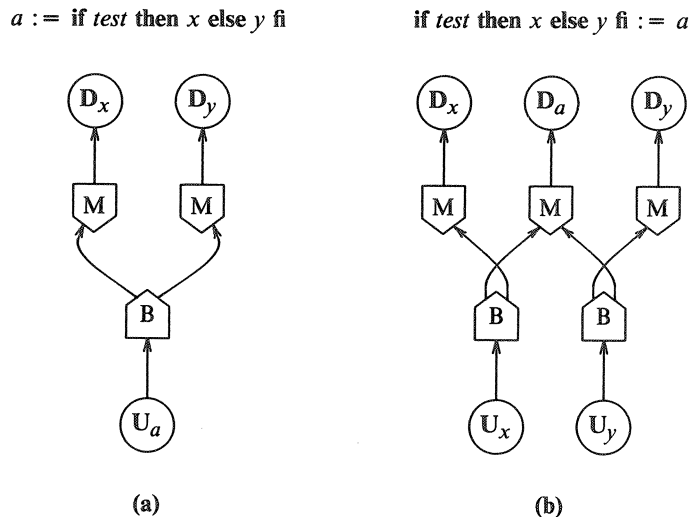 a := if test then x else y fi
if test then x else y fi := a
Dx Dy
Dx Da Dy
M M
M M M
B
B B
Ua
Ux Uy
(a)
(b)